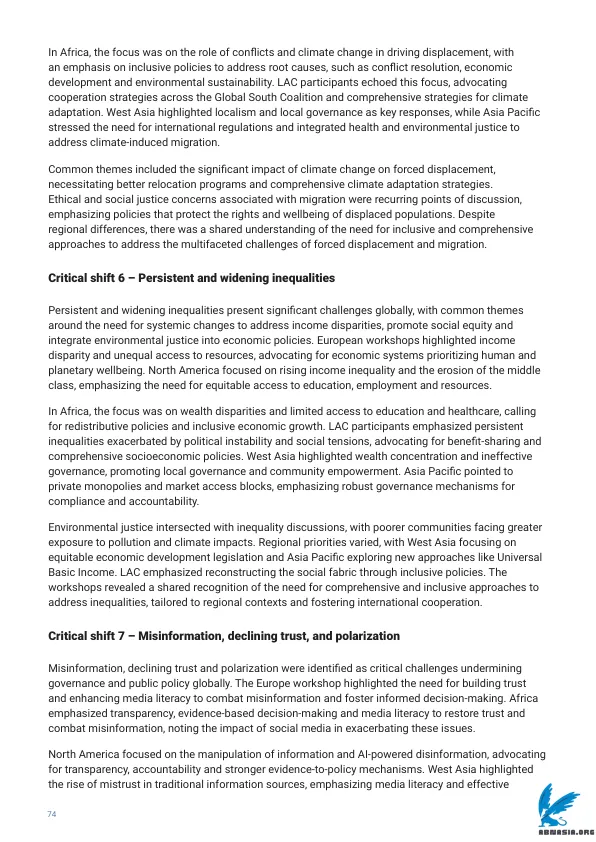 In Africa, the focus was on the role of conflicts and climate change in driving displacement, with
an emphasis on inclusive policies to address root causes, such as conflict resolution, economic
development and environmental sustainability. LAC participants echoed this focus, advocating
cooperation strategies across the Global South Coalition and comprehensive strategies for climate
adaptation. West Asia highlighted localism and local governance as key responses, while Asia Pacific
stressed the need for international regulations and integrated health and environmental justice to
address climate-induced migration.
Common themes included the significant impact of climate change on forced displacement,
necessitating better relocation programs and comprehensive climate adaptation strategies.
Ethical and social justice concerns associated with migration were recurring points of discussion,
emphasizing policies that protect the rights and wellbeing of displaced populations. Despite
regional differences, there was a shared understanding of the need for inclusive and comprehensive
approaches to address the multifaceted challenges of forced displacement and migration.
Critical shift 6 – Persistent and widening inequalities
Persistent and widening inequalities present significant challenges globally, with common themes
around the need for systemic changes to address income disparities, promote social equity and
integrate environmental justice into economic policies. European workshops highlighted income
disparity and unequal access to resources, advocating for economic systems prioritizing human and
planetary wellbeing. North America focused on rising income inequality and the erosion of the middle
class, emphasizing the need for equitable access to education, employment and resources.
In Africa, the focus was on wealth disparities and limited access to education and healthcare, calling
for redistributive policies and inclusive economic growth. LAC participants emphasized persistent
inequalities exacerbated by political instability and social tensions, advocating for benefit-sharing and
comprehensive socioeconomic policies. West Asia highlighted wealth concentration and ineffective
governance, promoting local governance and community empowerment. Asia Pacific pointed to
private monopolies and market access blocks, emphasizing robust governance mechanisms for
compliance and accountability.
Environmental justice intersected with inequality discussions, with poorer communities facing greater
exposure to pollution and climate impacts. Regional priorities varied, with West Asia focusing on
equitable economic development legislation and Asia Pacific exploring new approaches like Universal
Basic Income. LAC emphasized reconstructing the social fabric through inclusive policies. The
workshops revealed a shared recognition of the need for comprehensive and inclusive approaches to
address inequalities, tailored to regional contexts and fostering international cooperation.
Critical shift 7 – Misinformation, declining trust, and polarization
Misinformation, declining trust and polarization were identified as critical challenges undermining
governance and public policy globally. The Europe workshop highlighted the need for building trust
and enhancing media literacy to combat misinformation and foster informed decision-making. Africa
emphasized transparency, evidence-based decision-making and media literacy to restore trust and
combat misinformation, noting the impact of social media in exacerbating these issues.
North America focused on the manipulation of information and AI-powered disinformation, advocating
for transparency, accountability and stronger evidence-to-policy mechanisms. West Asia highlighted
the rise of mistrust in traditional information sources, emphasizing media literacy and effective
74
ABNASIA.ORG